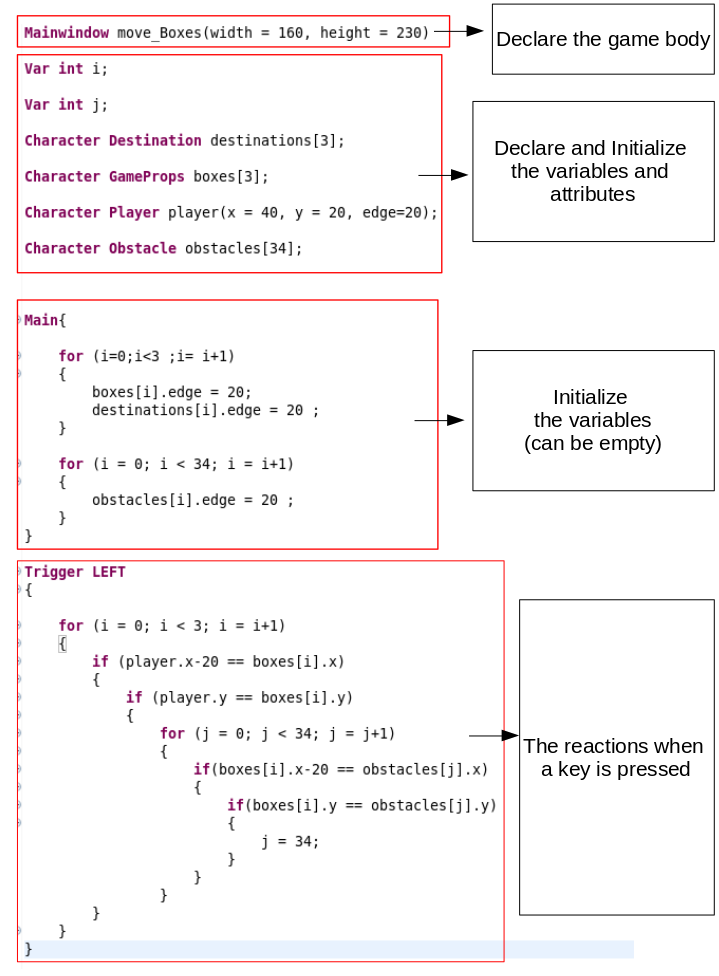 Mainwindow move_Boxes(width = 160, height = 230)
Declare the game body
Var int i;
Var int j;
Character Destination destinations[3];
Character GameProps boxes[3];
Character Player player(x = 40, y = 20, edge=20);
Character Obstacle obstacles[34];
Declare and Initialize
the variables and
attributes
Main{
for (i=0;i<3 ;i= i+1)
{
boxes[i].edge = 20;
destinations[i].edge = 20 ;
}
for (i = 0; i < 34; i = i+1)
{
obstacles[i].edge = 20 ;
}
}
Initialize
the variables
(can be empty)
Trigger LEFT
{
for (i = 0; i < 3; i = i+1)
{
if (player.x-20 == boxes[i].x)
{
if (player.y == boxes[i].y)
{
for (j = 0; j < 34; j = j+1)
{
if(boxes[i].x-20 == obstacles[j].x)
{
if(boxes[i].y == obstacles[j].y)
{
j = 34;
}
}
}
}
}
}
The reactions when
a key is pressed